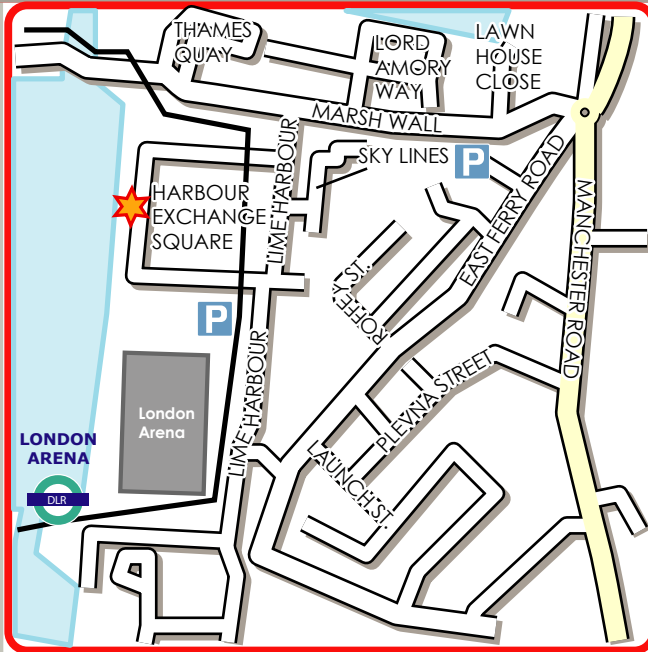 THAMES
QUAY
LORD
AMORY
WAY
LAWN
HOUSE
CLOSE
MARSH WALL
SKY LINES
P
LIME HARBOUR
HARBOUR
EXCHANGE
SQUARE
EAST FERRY ROAD
MANCHESTER ROAD
ROFFEY ST.
P
LIME HARBOUR
PLEVNA STREET
London
Arena
LONDON
ARENA
DLR
LAUNCH ST.